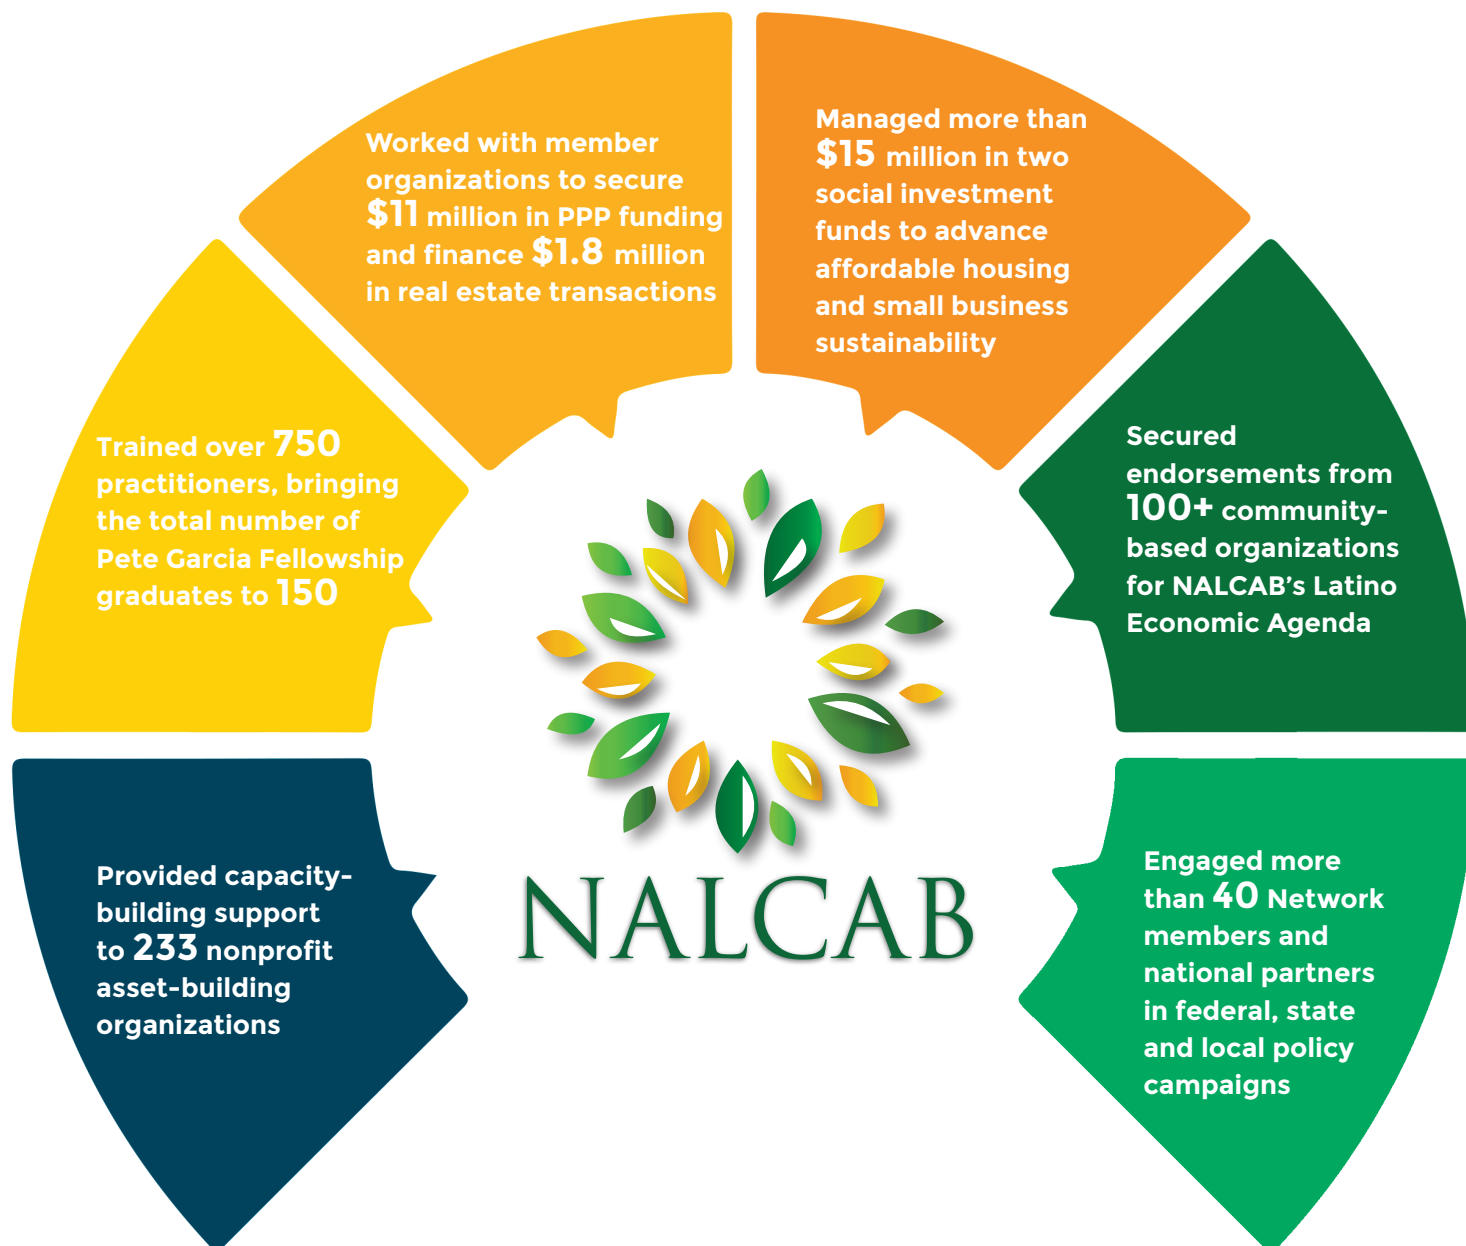 Worked with member
organizations to secure
$11 million in PPP funding
and finance $1.8 million
in real estate transactions
Managed more than
$15 million in two
social investment
funds to advance
affordable housing
and small business
sustainability
Trained over 750
practitioners, bringing
the total number of
Pete Garcia Fellowship
graduates to 150
Secured
endorsements from
100+ community-
based organizations
for NALCAB’s Latino
Economic Agenda
Provided capacity-
building support
to 233 nonprofit
asset-building
organizations
NALCAB
Engaged more
than 40 Network
members and
national partners
in federal, state
and local policy
campaigns